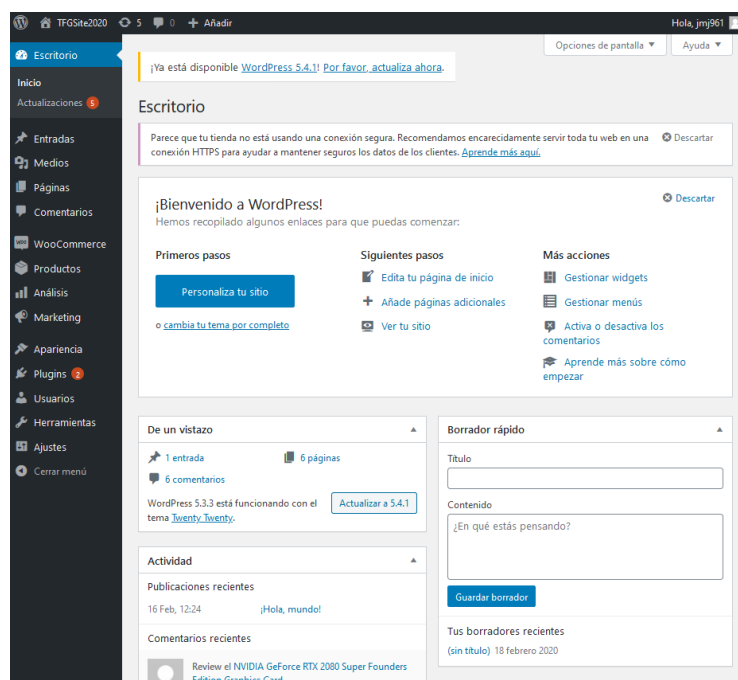 TFGSite2020 5 0 + Añadir Hola, jmj961
Escritorio
Inicio
Actualizaciones 5
Entradas
Medios
Páginas
Comentarios
WooCommerce
Productos
Análisis
Marketing
Apariencia
Plugins 2
Usuarios
Herramientas
Ajustes
Cerrar menú
Opciones de pantalla ▼ Ayuda ▼
¡Ya está disponible WordPress 5.4.1! Por favor, actualiza ahora.
Escritorio
Parece que tu tienda no está usando una conexión segura. Recomendamos encarecidamente servir toda tu web en una
conexión HTTPS para ayudar a mantener seguros los datos de los clientes. Aprende más aquí.
Descartar
¡Bienvenido a WordPress!
Descartar
Hemos recopilado algunos enlaces para que puedas comenzar:
Primeros pasos
Personaliza tu sitio
o cambia tu tema por completo
Siguientes pasos
Edita tu página de inicio
Añade páginas adicionales
Ver tu sitio
Más acciones
Gestionar widgets
Gestionar menús
Activa o desactiva los
comentarios
Aprende más sobre cómo
empezar
De un vistazo
1 entrada 6 páginas
6 comentarios
WordPress 5.3.3 está funcionando con el
tema Twenty Twenty.
Actualizar a 5.4.1
Actividad
Publicaciones recientes
16 Feb, 12:24 ¡Hola, mundo!
Comentarios recientes
Review el NVIDIA GeForce RTX 2080 Super Founders
Edition Graphics Card
Borrador rápido
Título
Contenido
¿En qué estás pensando?
Guardar borrador
Tus borradores recientes
(sin título) 18 febrero 2020